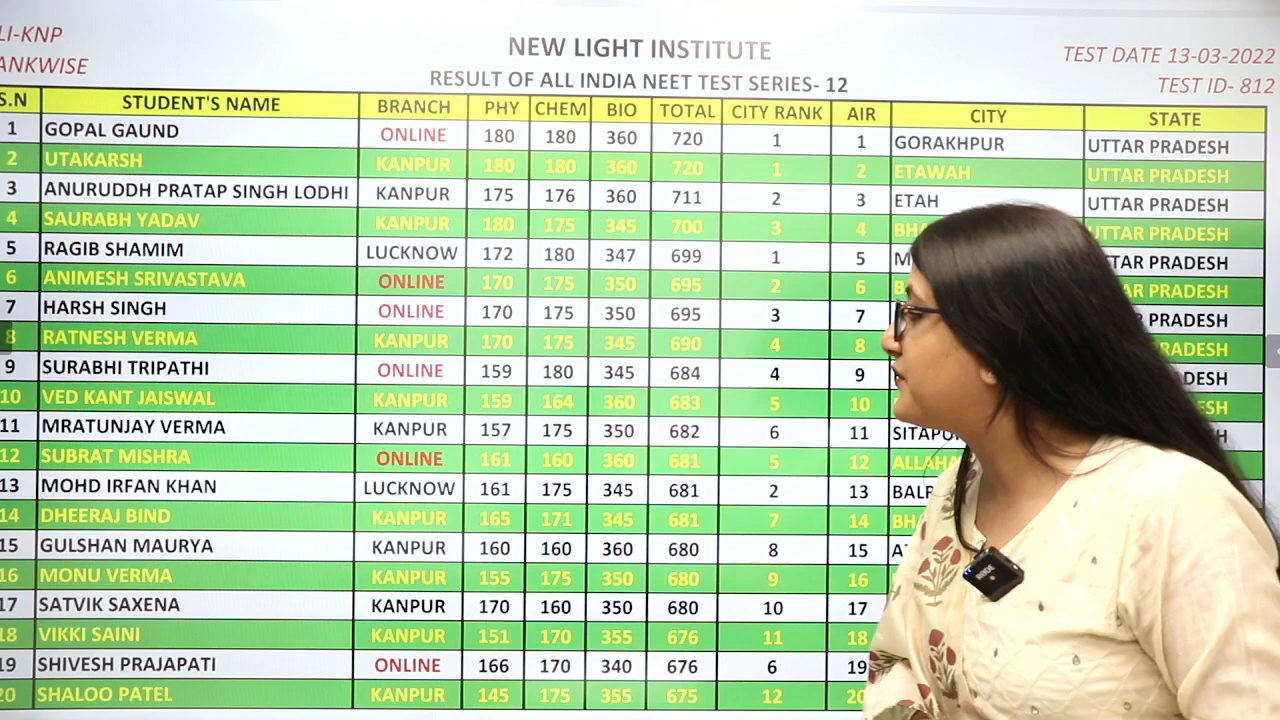 LI-KNP
ANKWISE
NEW LIGHT INSTITUTE
RESULT OF ALL INDIA NEET TEST SERIES- 12
TEST DATE 13-03-2022
TEST ID- 812
S.N STUDENT'S NAME BRANCH PHY CHEM BIO TOTAL CITY RANK AIR CITY STATE
1 GOPAL GAUND ONLINE 180 180 360 720 1 1 GORAKHPUR UTTAR PRADESH
2 UTAKARSH KANPUR 180 180 360 720 1 2 ETAWAH UTTAR PRADESH
3 ANURUDDH PRATAP SINGH LODHI KANPUR 175 176 360 711 2 3 ETAH UTTAR PRADESH
4 SAURABH YADAV KANPUR 180 175 345 700 3 4 BHA UTTAR PRADESH
5 RAGIB SHAMIM LUCKNOW 172 180 347 699 1 5 M TTAR PRADESH
6 ANIMESH SRIVASTAVA ONLINE 170 175 350 695 2 6 AR PRADESH
7 HARSH SINGH ONLINE 170 175 350 695 3 7 PRADESH
8 RATNESH VERMA KANPUR 170 175 345 690 4 8 RADESH
9 SURABHI TRIPATHI ONLINE 159 180 345 684 4 9 DESH
10 VED KANT JAISWAL KANPUR 159 164 360 683 5 10 ESH
11 MRATUNJAY VERMA KANPUR 157 175 350 682 6 11 SITAPU H
12 SUBRAT MISHRA ONLINE 161 160 360 681 5 12 ALLAHA
13 MOHD IRFAN KHAN LUCKNOW 161 175 345 681 2 13 BALR
14 DHEERAJ BIND KANPUR 165 171 345 681 7 14 BHA
15 GULSHAN MAURYA KANPUR 160 160 360 680 8 15 AZ
16 MONU VERMA KANPUR 155 175 350 680 9 16
17 SATVIK SAXENA KANPUR 170 160 350 680 10 17
18 VIKKI SAINI KANPUR 151 170 355 676 11 18
19 SHIVESH PRAJAPATI ONLINE 166 170 340 676 6 19
20 SHALOO PATEL KANPUR 145 175 355 675 12 20
RODE